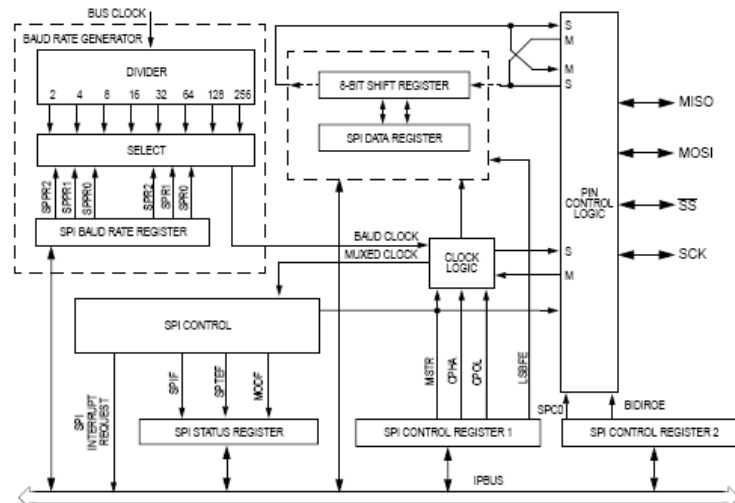 BUS CLOCK
BAUD RATE GENERATOR
DIVIDER
2 4 8 16 32 64 128 256
SELECT
SPPR2
SPPR1
SPPR0
SPR2
SPR1
SPR0
SPI BAUD RATE REGISTER
8-BIT SHIFT REGISTER
SPI DATA REGISTER
S
M
M
S
MISO
MOSI
PIN
CONTROL
LOGIC
SS
SCK
BAUD CLOCK
MUXED CLOCK
CLOCK
LOGIC
S
M
SPI CONTROL
SPI
INTERRUPT
REQUEST
SPIF
SPTEF
MODF
MSTR
CPHA
CPOL
LSBFE
SPC0
BIDIROE
SPI STATUS REGISTER
SPI CONTROL REGISTER 1
SPI CONTROL REGISTER 2
IPBUS